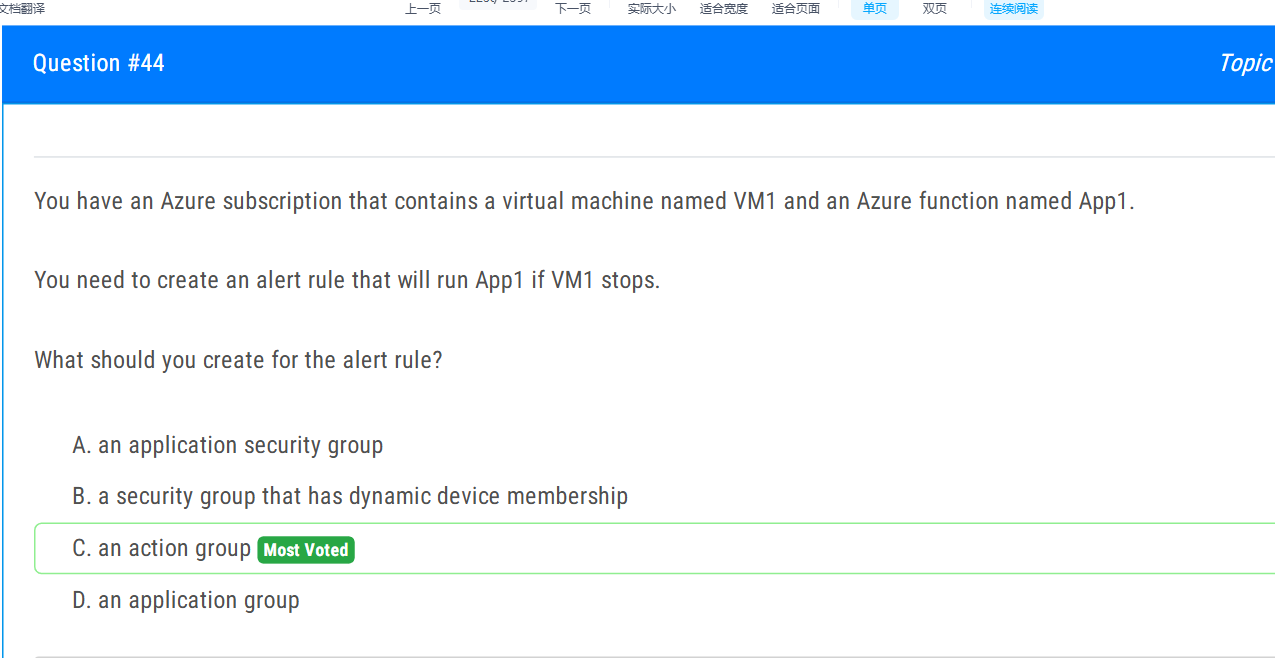 文档翻译 上一页 下一页 实际大小 适合宽度 适合页面 单页 双页 连续阅读
Question #44 Topic
You have an Azure subscription that contains a virtual machine named VM1 and an Azure function named App1.
You need to create an alert rule that will run App1 if VM1 stops.
What should you create for the alert rule?
A. an application security group
B. a security group that has dynamic device membership
C. an action group Most Voted
D. an application group